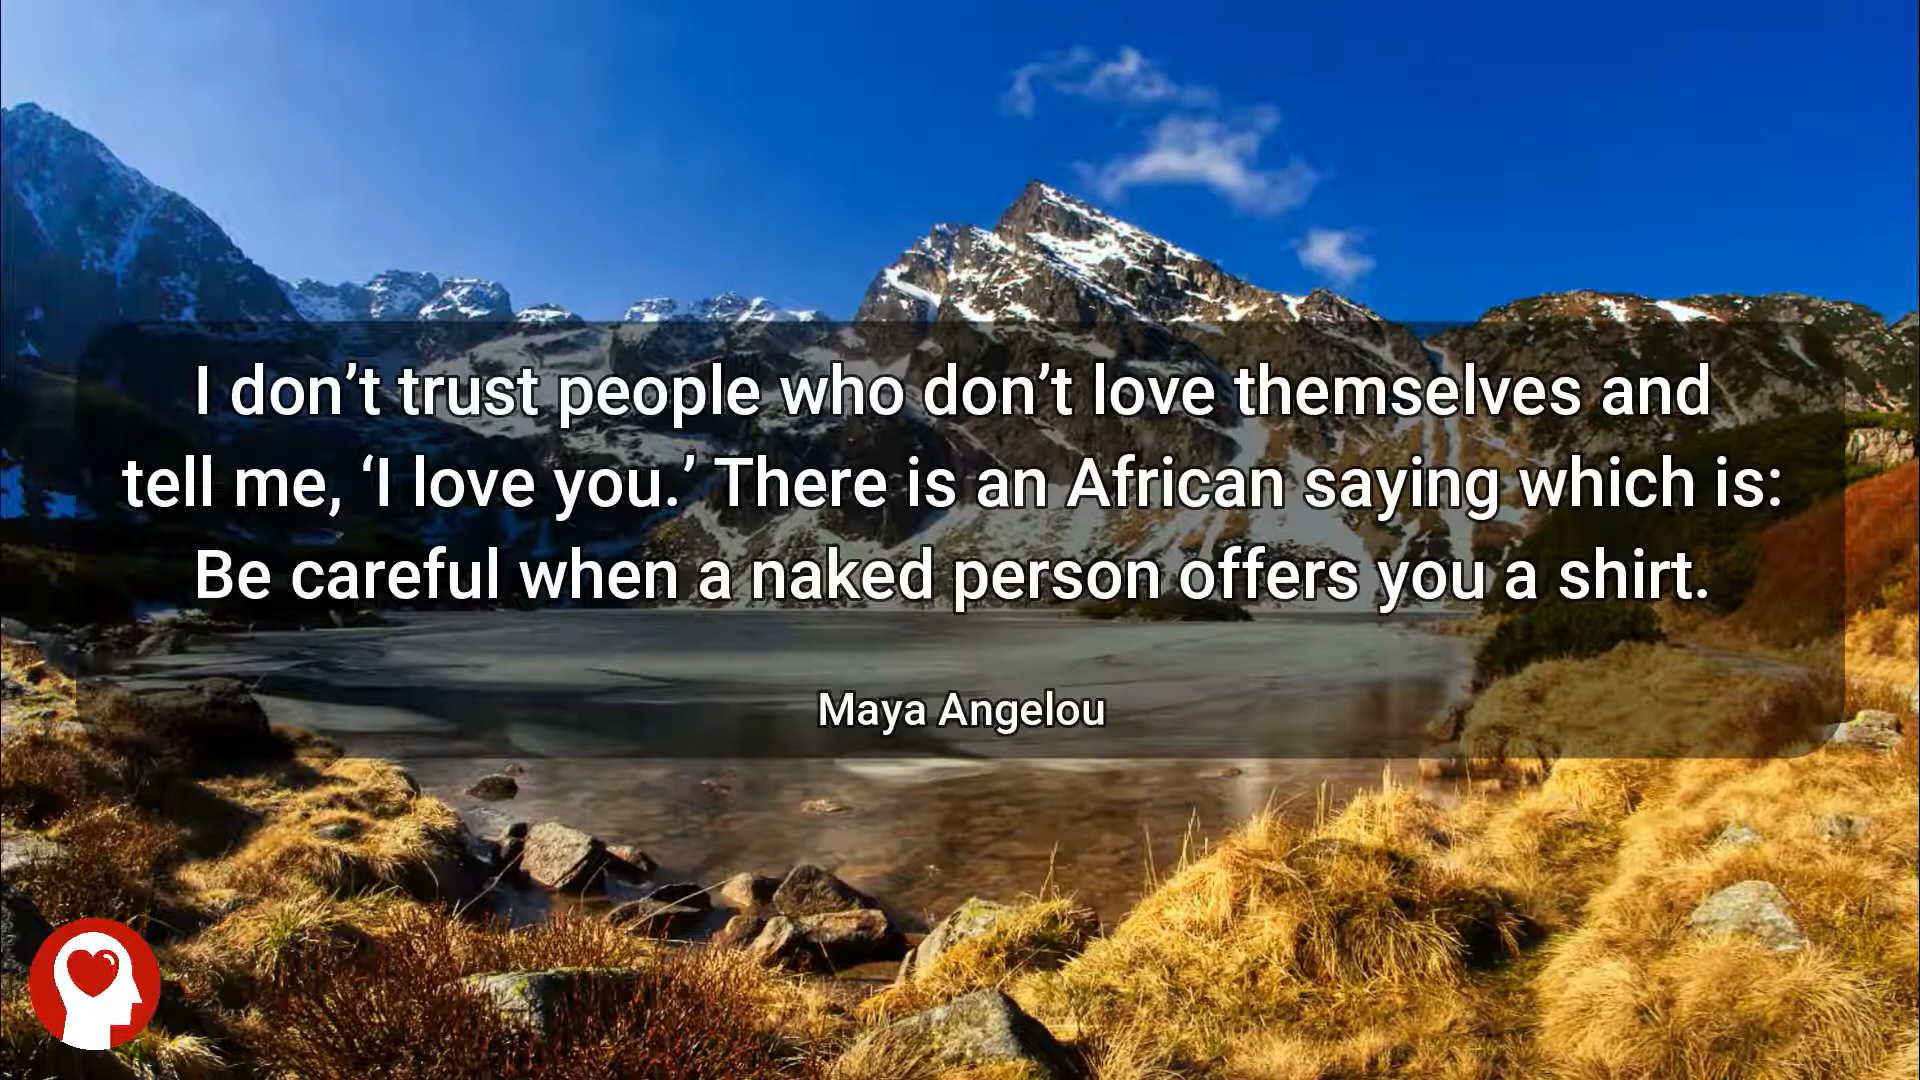 I don’t trust people who don’t love themselves and
tell me, ‘I love you.’ There is an African saying which is:
Be careful when a naked person offers you a shirt.
Maya Angelou